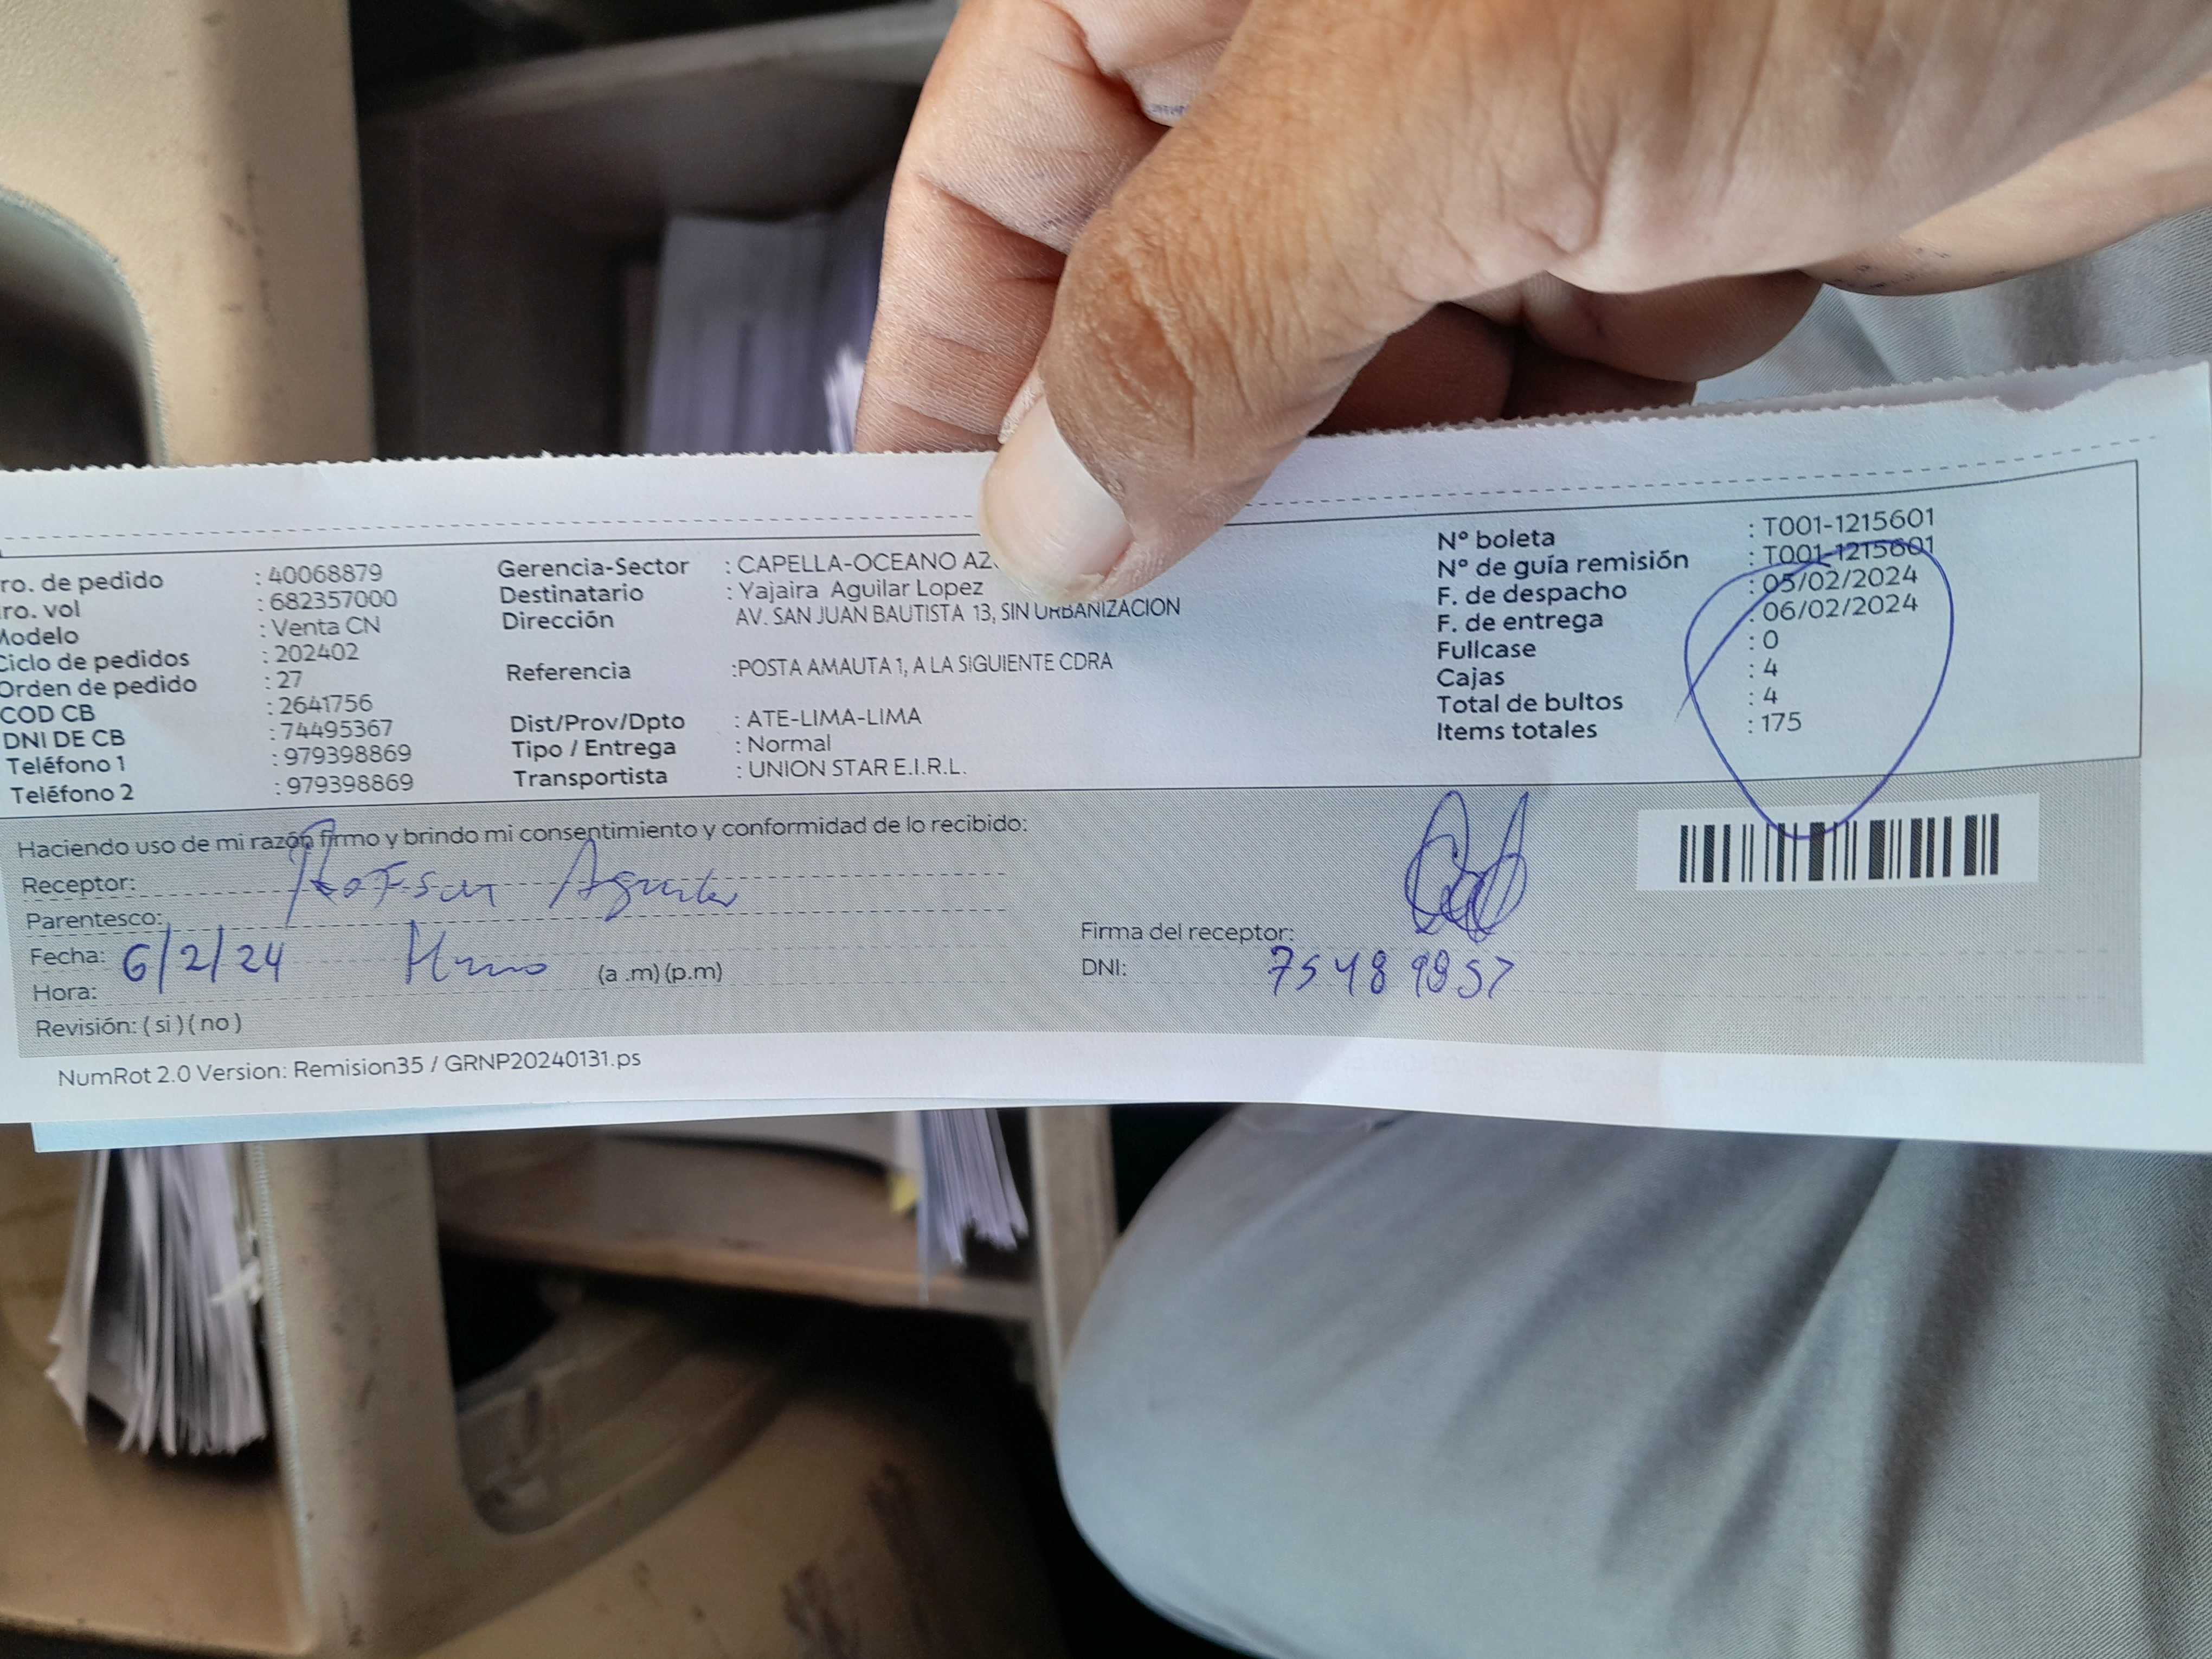 ro. de pedido : 40068879
ro. vol : 682357000
Modelo : Venta CN
Ciclo de pedidos : 202402
Orden de pedido : 27
COD CB : 2641756
DNI DE CB : 74495367
Teléfono 1 : 979398869
Teléfono 2 : 979398869
Gerencia-Sector : CAPELLA-OCEANO AZ
Destinatario : Yajaira Aguilar Lopez
Dirección AV. SAN JUAN BAUTISTA 13, SIN URBANIZACION
Referencia :POSTA AMAUTA 1, A LA SIGUIENTE CDRA
Dist/Prov/Dpto : ATE-LIMA-LIMA
Tipo / Entrega : Normal
Transportista : UNION STAR E.I.R.L.
Nº boleta : T001-1215601
Nº de guía remisión : T001-1215601
F. de despacho : 05/02/2024
F. de entrega : 06/02/2024
Fullcase : 0
Cajas : 4
Total de bultos : 4
Items totales : 175
Haciendo uso de mi razón firmo y brindo mi consentimiento y conformidad de lo recibido:
Receptor: Aguilar
Parentesco:
Fecha: 6/2/24
Hora: (a .m) (p.m)
Revisión: ( si ) ( no )
Firma del receptor:
DNI: 75489857
NumRot 2.0 Version: Remision35 / GRNP20240131.ps